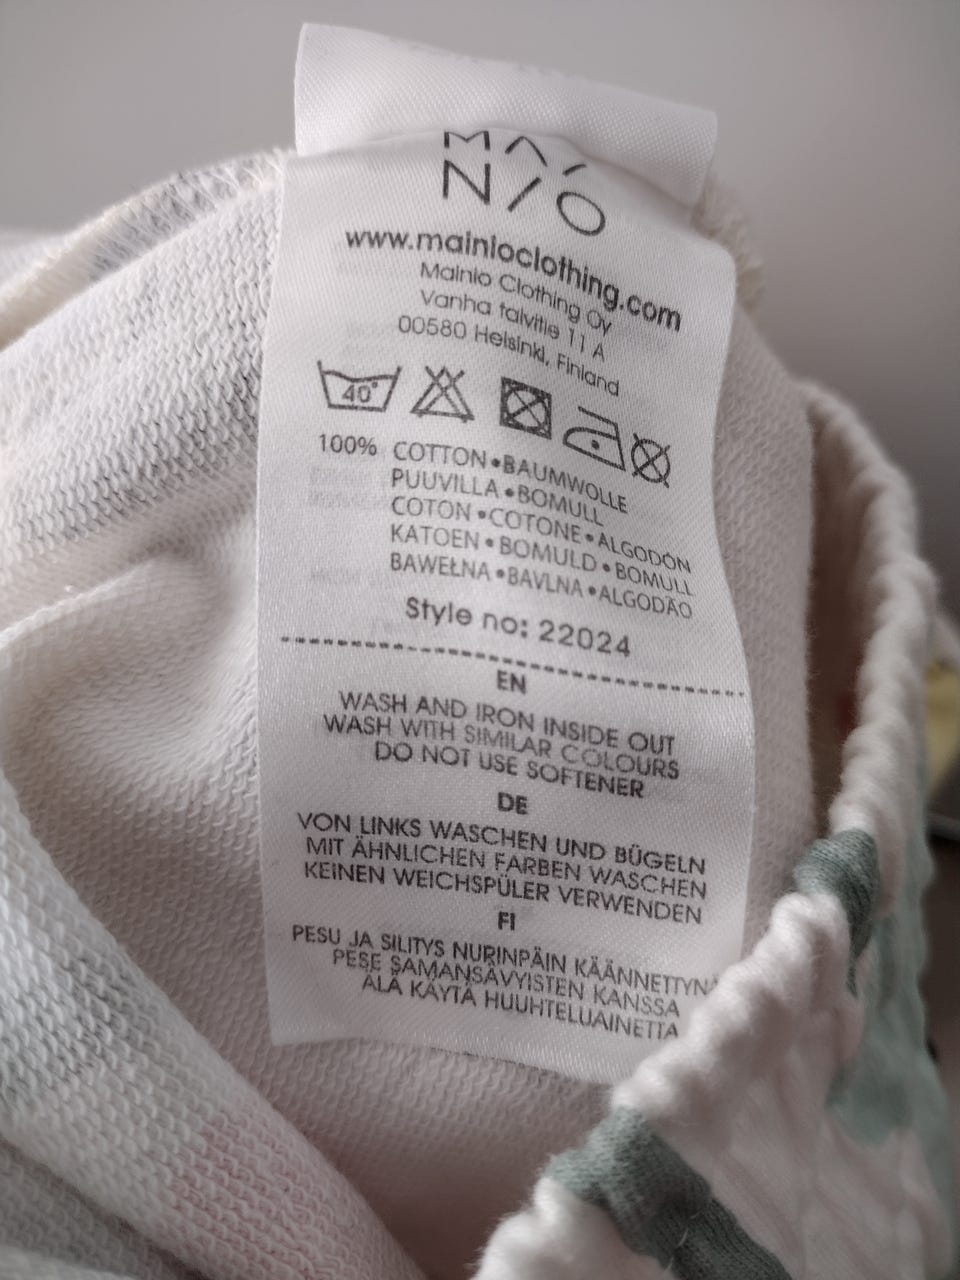 MAI
NIO
www.mainioclothing.com
Mainio Clothing Oy
Vanha talvitie 11 A
00580 Helsinki, Finland
40°
100% COTTON•BAUMWOLLE
PUUVILLA•BOMULL
COTON•COTONE•ALGODÓN
KATOEN•BOMULD•BOMULL
BAWEŁNA•BAVLNA•ALGODÃO
Style no: 22024
EN
WASH AND IRON INSIDE OUT
WASH WITH SIMILAR COLOURS
DO NOT USE SOFTENER
DE
VON LINKS WASCHEN UND BÜGELN
MIT ÄHNLICHEN FARBEN WASCHEN
KEINEN WEICHSPÜLER VERWENDEN
FI
PESU JA SILITYS NURINPÄIN KÄÄNNETTYNÄ
PESE SAMANSÄVYISTEN KANSSA
ÄLÄ KÄYTÄ HUUHTELUAINETTA